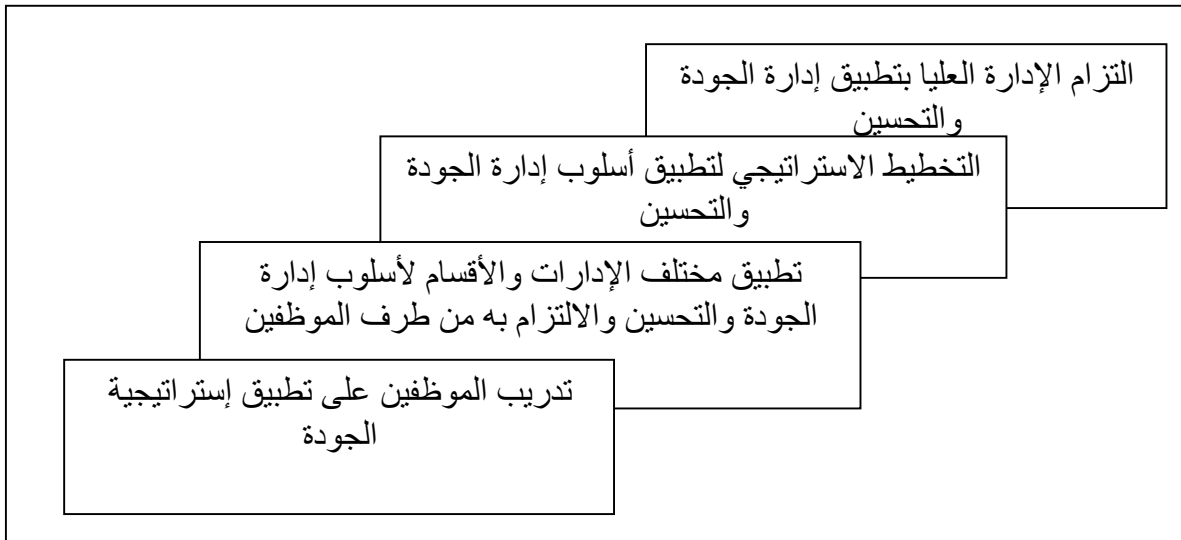 التزام الإدارة العليا بتطبيق إدارة الجودة
والتحسين
التخطيط الاستراتيجي لتطبيق أسلوب إدارة الجودة
والتحسين
تطبيق مختلف الإدارات والأقسام لأسلوب إدارة
الجودة والتحسين والالتزام به من طرف الموظفين
تدريب الموظفين على تطبيق إستراتيجية
الجودة